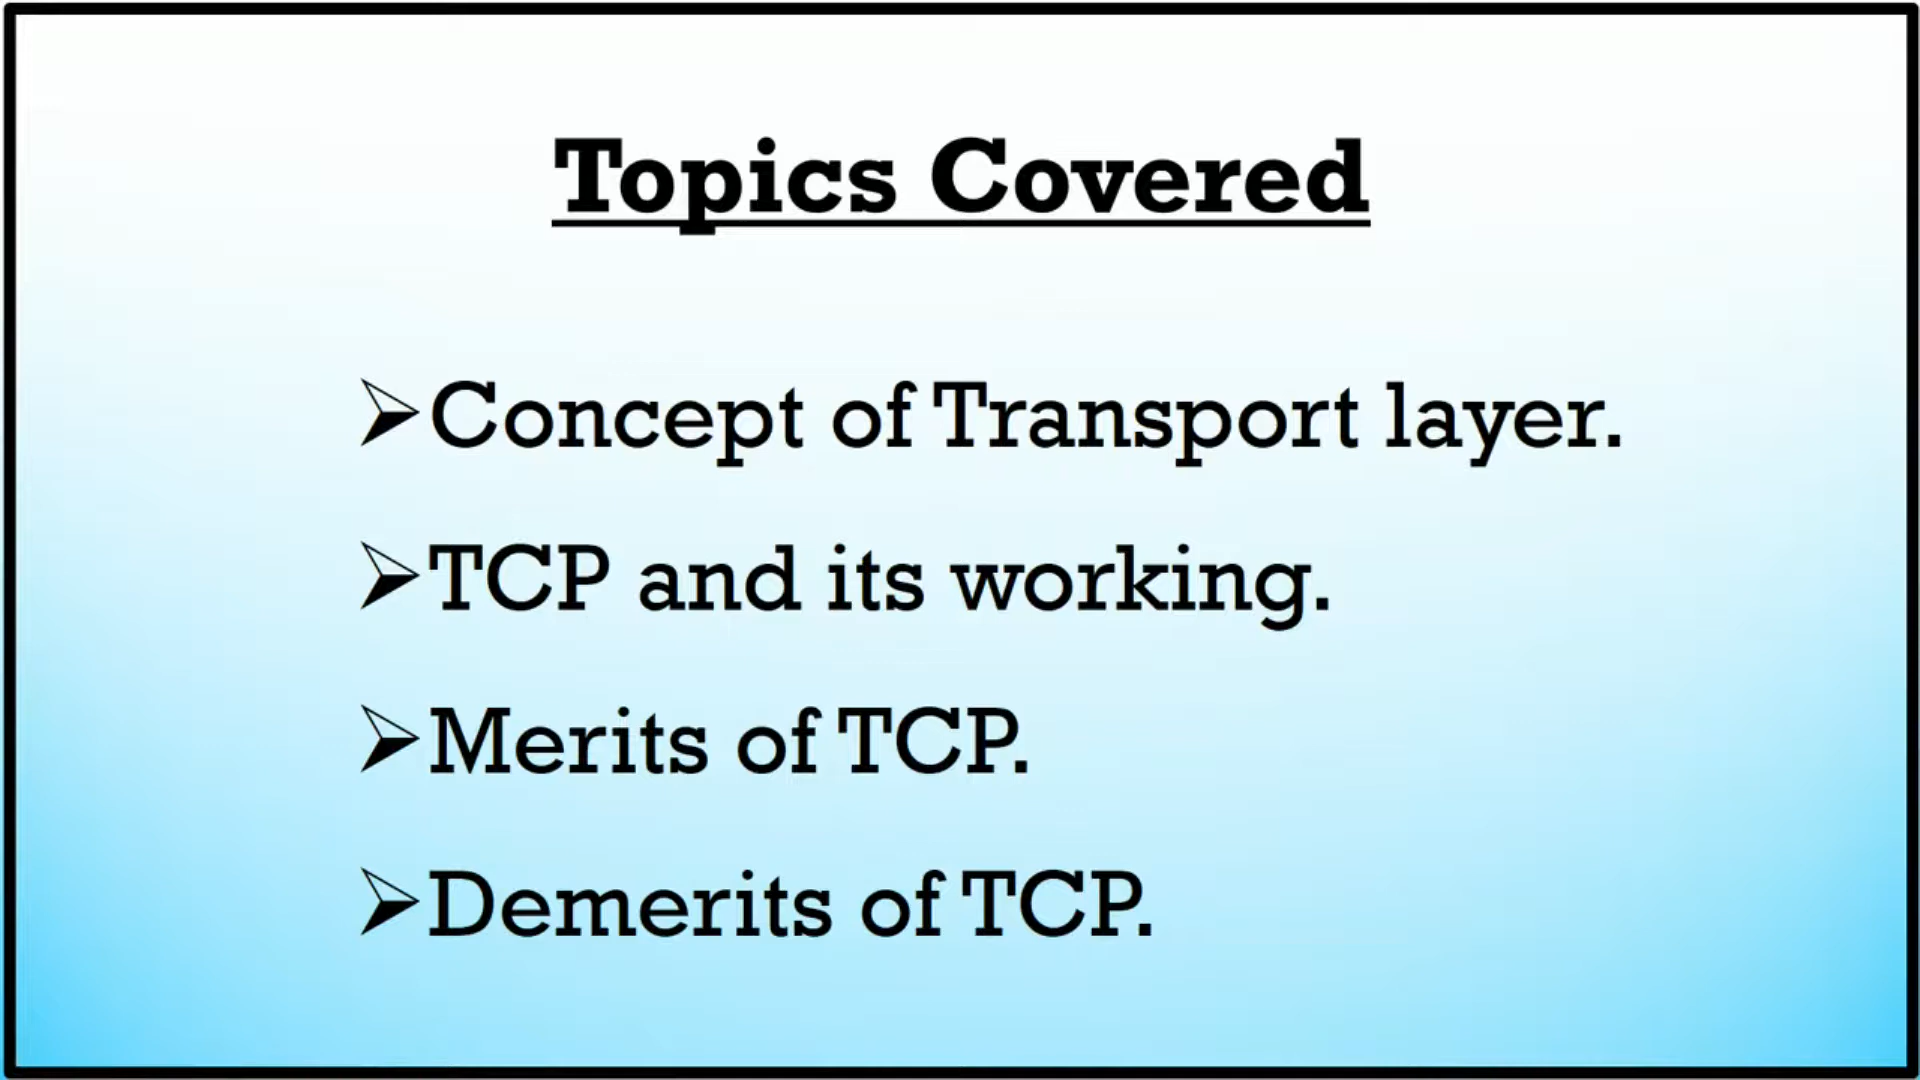 Topics Covered
➢Concept of Transport layer.
➢TCP and its working.
➢Merits of TCP.
➢Demerits of TCP.